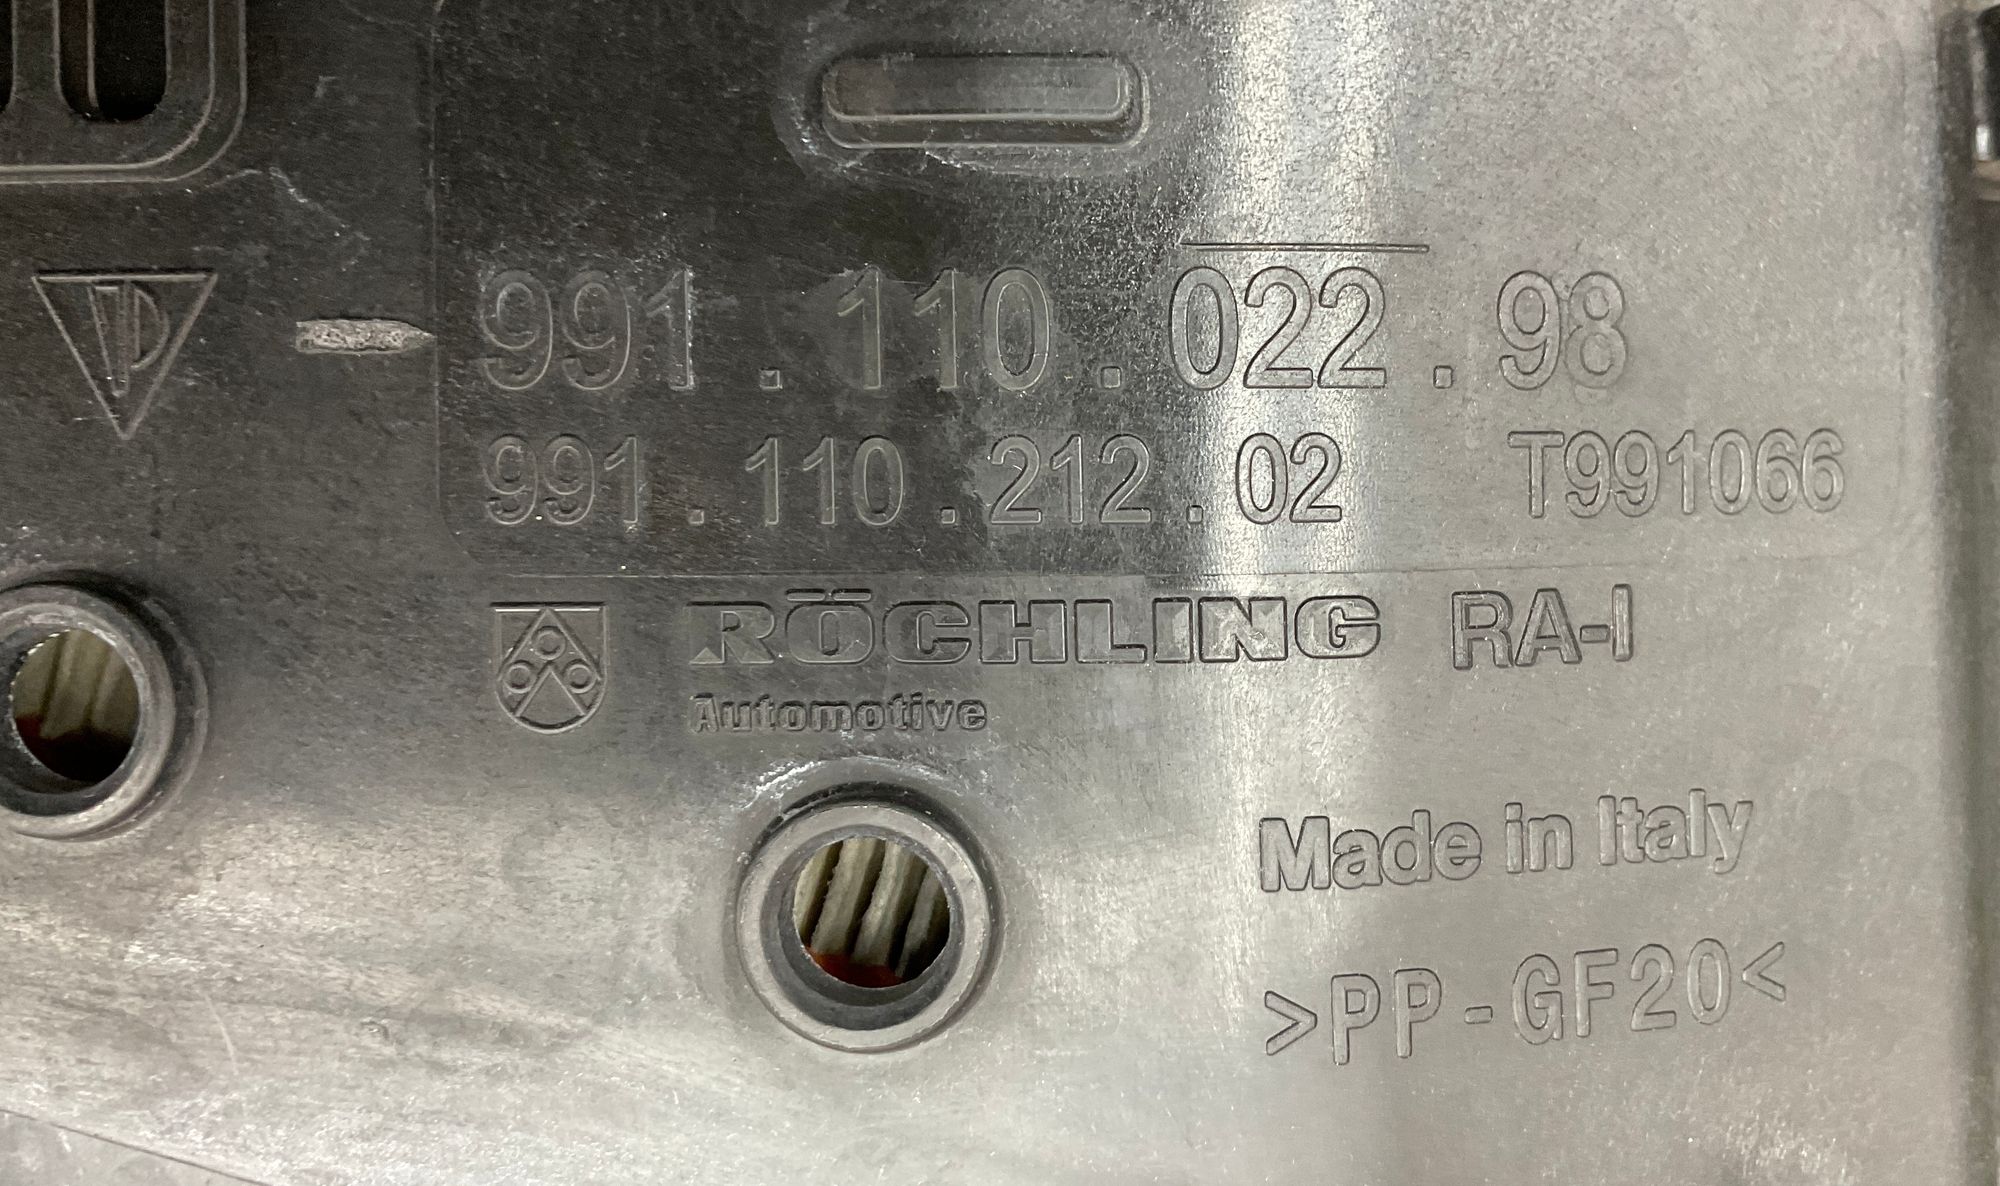 991.110.022.98
991.110.212.02 T991066
RÖCHLING RA-I
Automotive
Made in Italy
>PP-GF20<